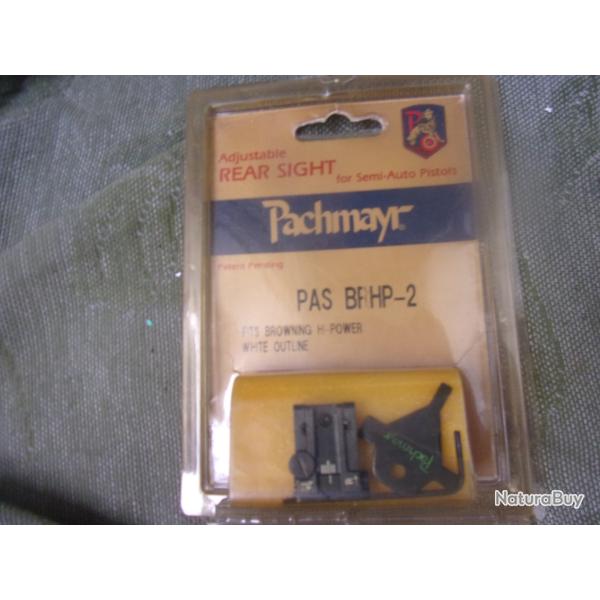 Adjustable
REAR SIGHT for Semi-Auto Pistols
Pachmayr
Patent Pending
PAS BRHP-2
FITS BROWNING HI-POWER
WHITE OUTLINE
Pachmayr
NaturaBuy